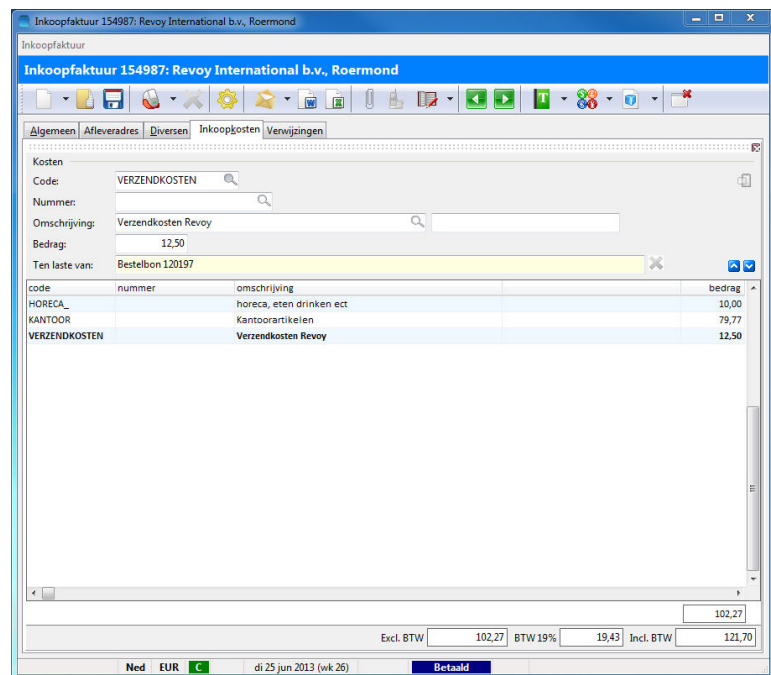 Inkoopfaktuur 154987: Revoy International b.v., Roermond
Inkoopfaktuur
Inkoopfaktuur 154987: Revoy International b.v., Roermond
Algemeen Afleveradres Diversen Inkoopkosten Verwijzingen
Kosten
Code: VERZENDKOSTEN
Nummer:
Omschrijving: Verzendkosten Revoy
Bedrag: 12,50
Ten laste van: Bestelbon 120197
code nummer omschrijving bedrag
HORECA_ horeca, eten drinken ect 10,00
KANTOOR Kantoorartikelen 79,77
VERZENDKOSTEN Verzendkosten Revoy 12,50
102,27
Excl. BTW 102,27 BTW 19% 19,43 Incl. BTW 121,70
Ned EUR C di 25 jun 2013 (wk 26) Betaald